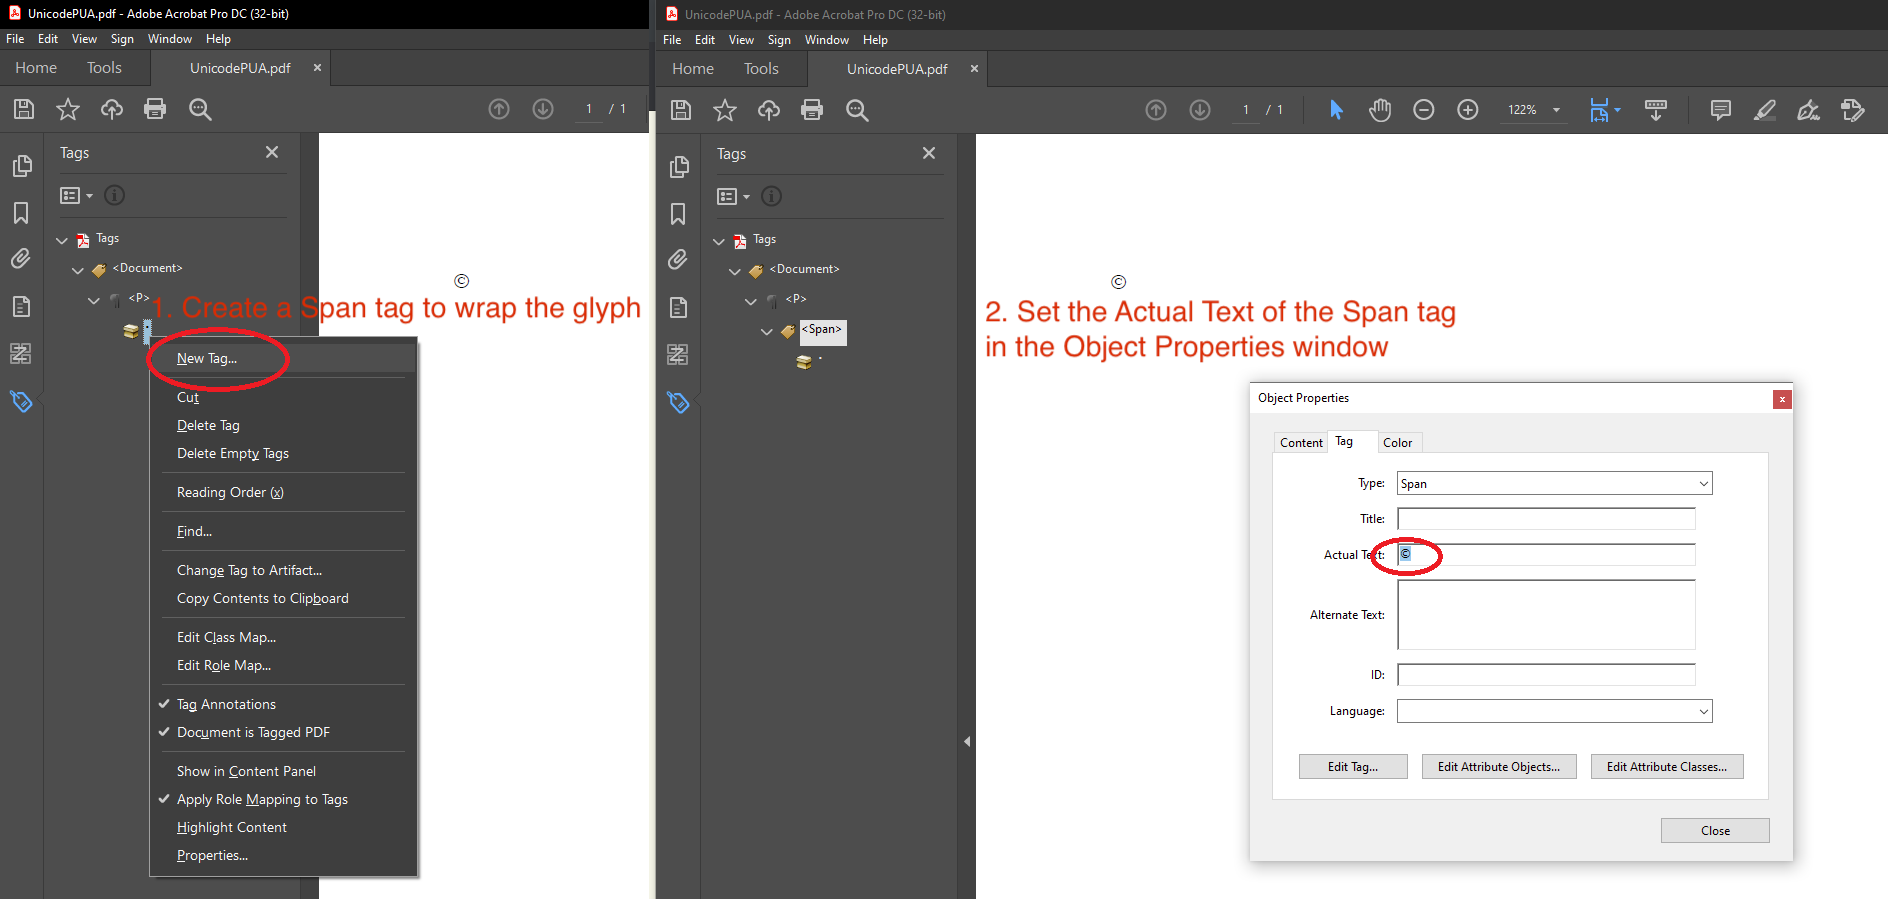 UnicodePUA.pdf - Adobe Acrobat Pro DC (32-bit)
File Edit View Sign Window Help
Home Tools UnicodePUA.pdf ×
1 / 1
Tags ×
Tags
<Document>
<P>
©
1. Create a Span tag to wrap the glyph
New Tag...
Cut
Delete Tag
Delete Empty Tags
Reading Order (x)
Find...
Change Tag to Artifact...
Copy Contents to Clipboard
Edit Class Map...
Edit Role Map...
Tag Annotations
Document is Tagged PDF
Show in Content Panel
Apply Role Mapping to Tags
Highlight Content
Properties...
UnicodePUA.pdf - Adobe Acrobat Pro DC (32-bit)
File Edit View Sign Window Help
Home Tools UnicodePUA.pdf ×
1 / 1 122%
Tags ×
Tags
<Document>
<P>
<Span>
©
2. Set the Actual Text of the Span tag
in the Object Properties window
Object Properties x
Content Tag Color
Type: Span
Title:
Actual Text: ©
Alternate Text:
ID:
Language:
Edit Tag... Edit Attribute Objects... Edit Attribute Classes...
Close